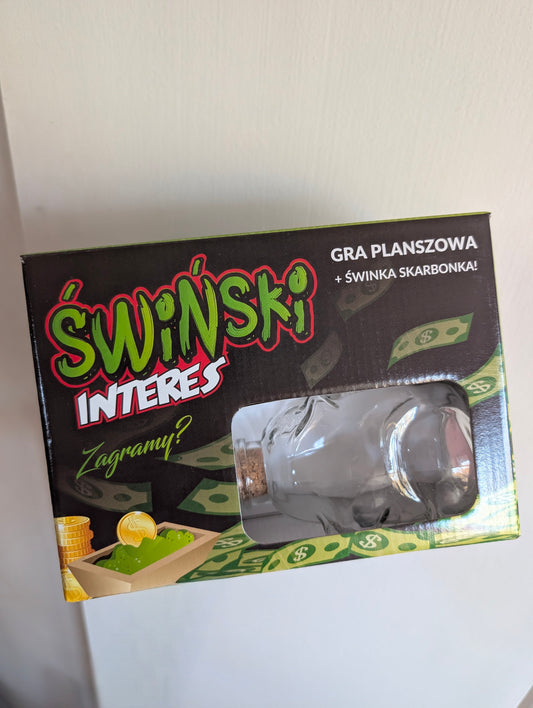 ŚWIŃSKI
INTERES
Zagramy?
GRA PLANSZOWA
+ ŚWINKA SKARBONKA!